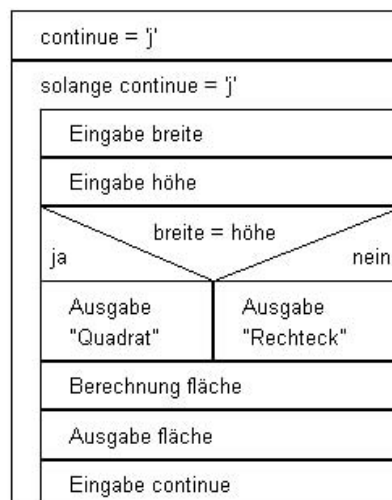 continue = 'j'
solange continue = 'j'
Eingabe breite
Eingabe höhe
breite = höhe
ja
nein
Ausgabe
"Quadrat"
Ausgabe
"Rechteck"
Berechnung fläche
Ausgabe fläche
Eingabe continue